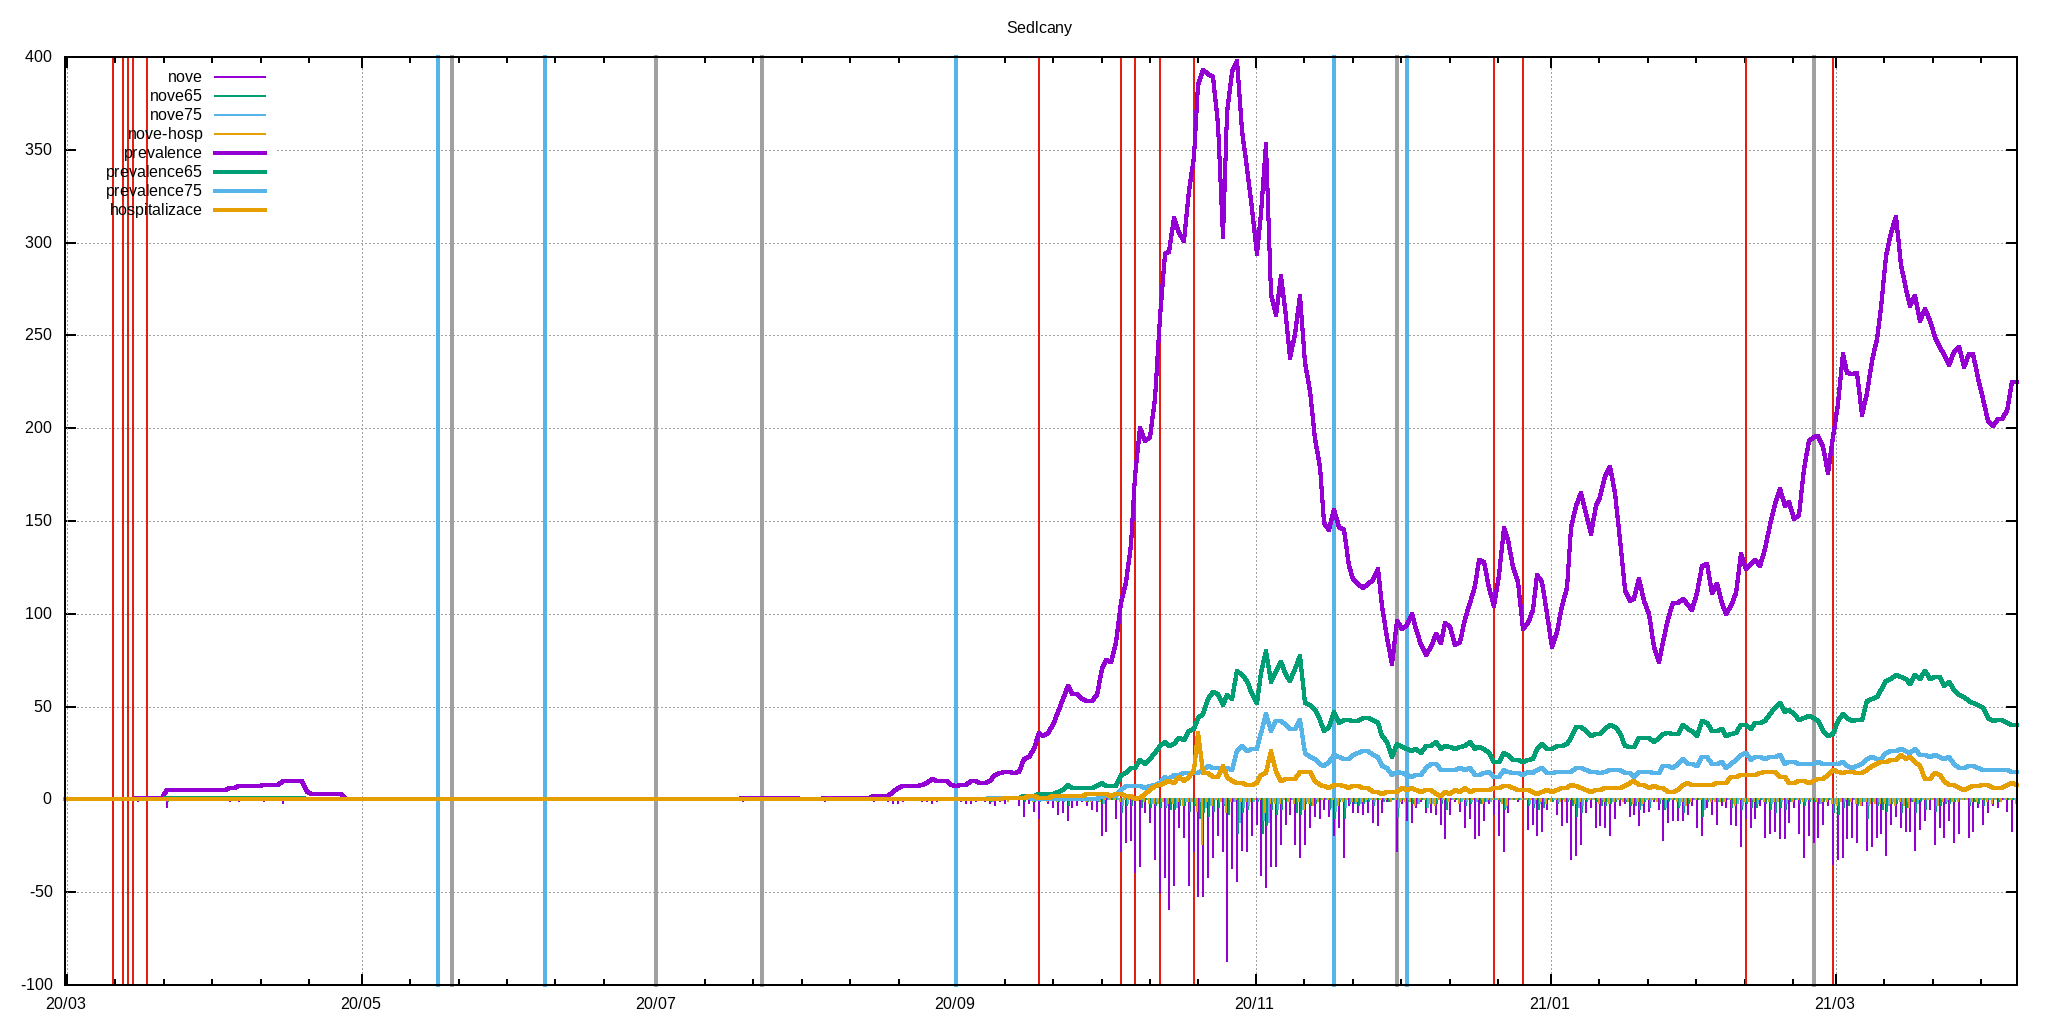 Sedlcany
400
350
300
250
200
150
100
50
0
-50
-100
nove
nove65
nove75
nove-hosp
prevalence
prevalence65
prevalence75
hospitalizace
20/03 20/05 20/07 20/09 20/11 21/01 21/03